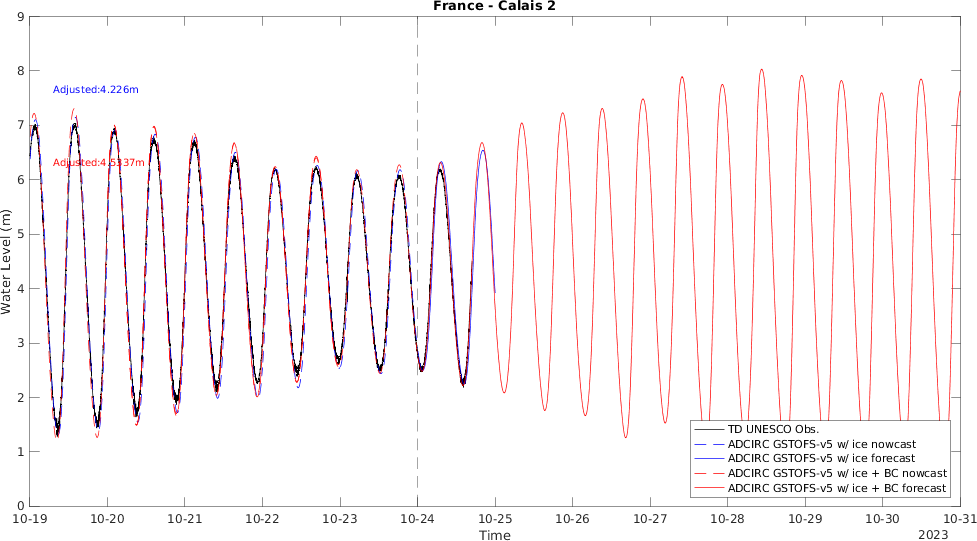 France - Calais 2
9
8
7
6
5
4
3
2
1
0
Water Level (m)
Adjusted:4.226m
Adjusted:4.5337m
TD UNESCO Obs.
ADCIRC GSTOFS-v5 w/ ice nowcast
ADCIRC GSTOFS-v5 w/ ice forecast
ADCIRC GSTOFS-v5 w/ ice + BC nowcast
ADCIRC GSTOFS-v5 w/ ice + BC forecast
10-19 10-20 10-21 10-22 10-23 10-24 10-25 10-26 10-27 10-28 10-29 10-30 10-31
Time
2023